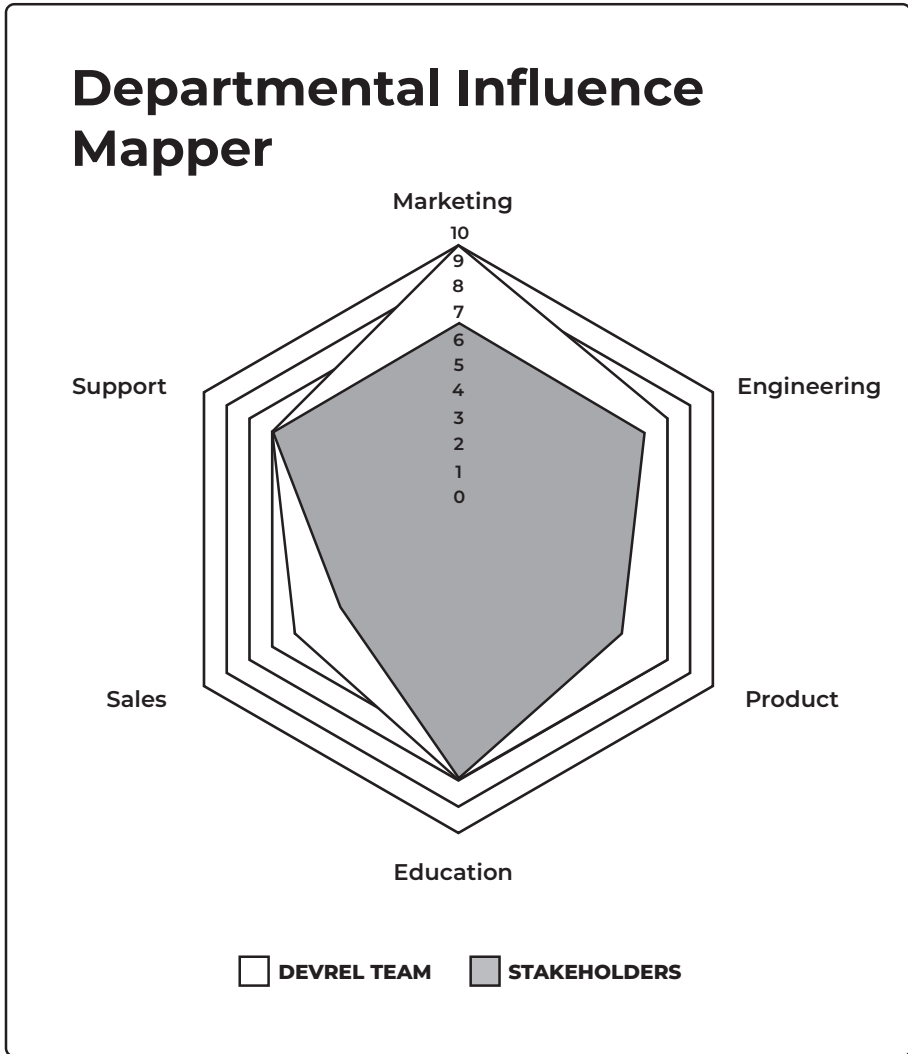 Departmental Influence
Mapper
Marketing
10
9
8
7
6
5
4
3
2
1
0
Support
Engineering
Sales
Product
Education
DEVREL TEAM
STAKEHOLDERS